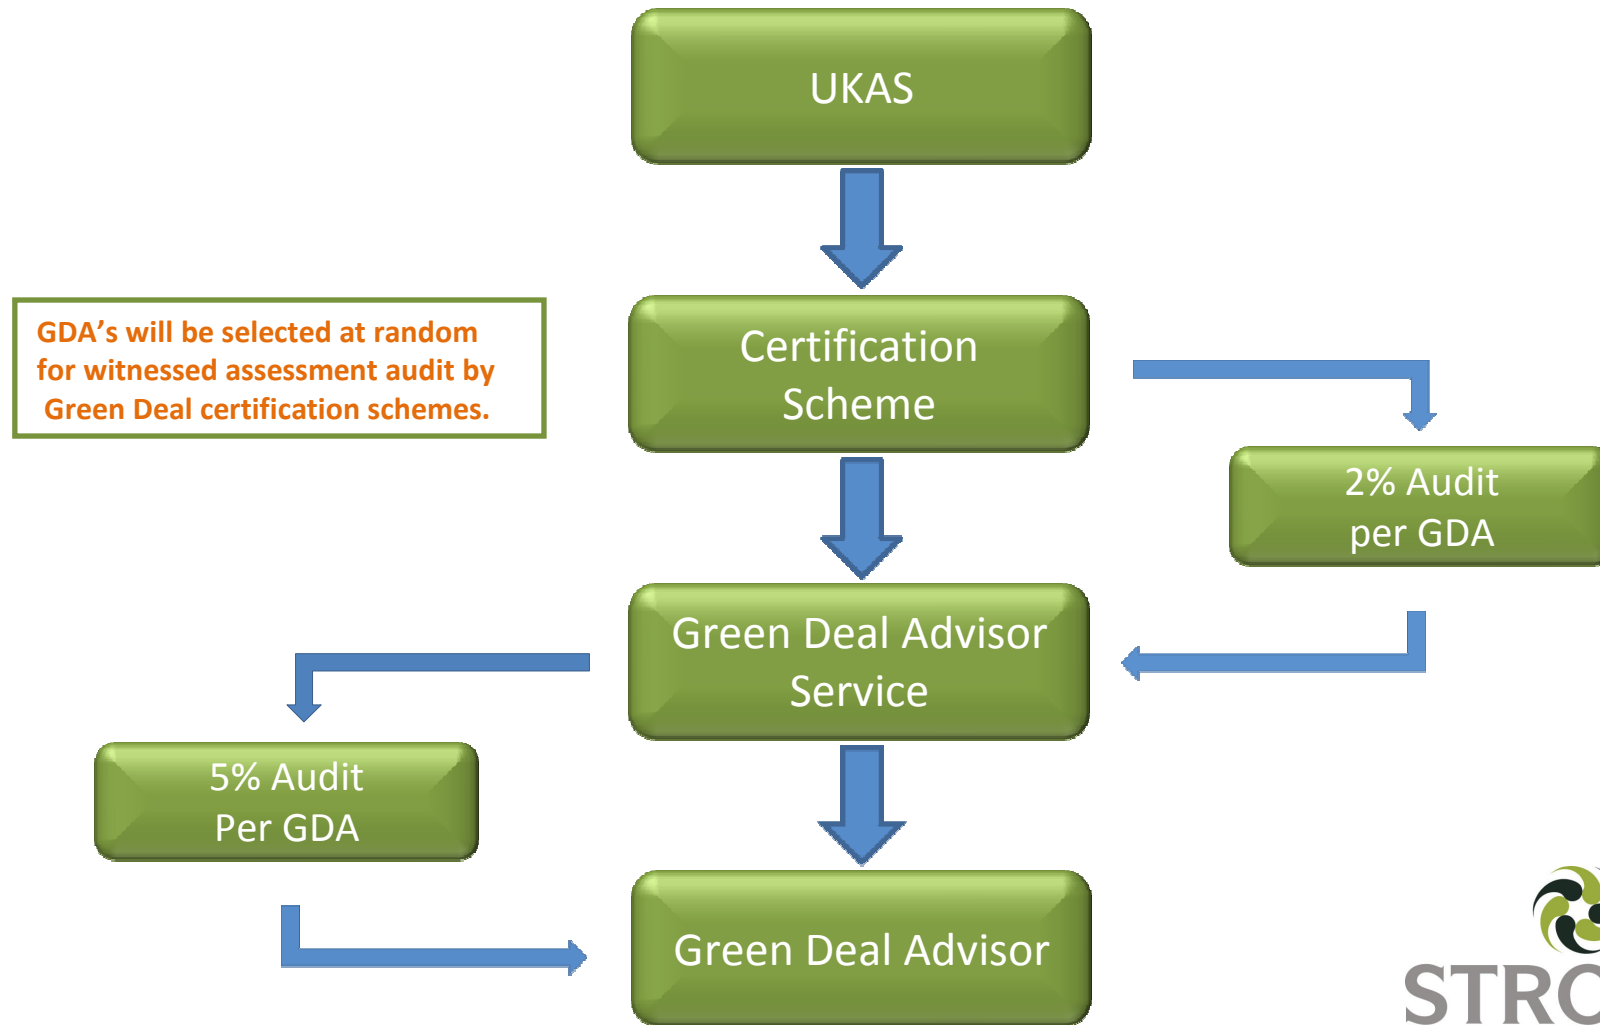 UKAS
GDA's will be selected at random
for witnessed assessment audit by
Green Deal certification schemes.
Certification
Scheme
2% Audit
per GDA
Green Deal Advisor
Service
5% Audit
Per GDA
Green Deal Advisor